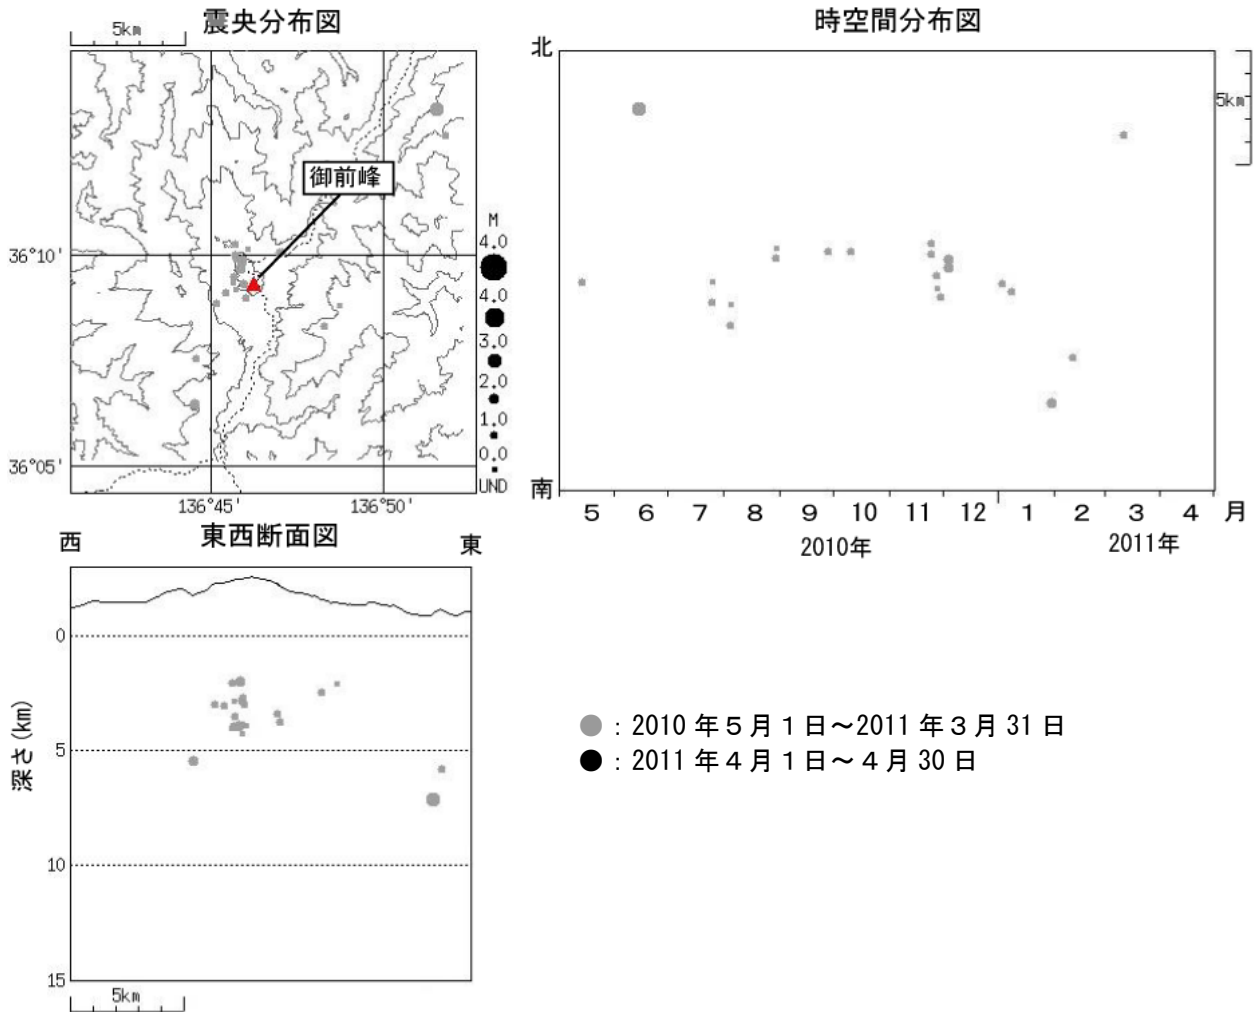 震央分布図
5km
御前峰
36°10'
36°05'
136°45'
136°50'
M
4.0
4.0
3.0
2.0
1.0
0.0
UND
時空間分布図
北
南
5km
5 6 7 8 9 10 11 12 1 2 3 4 月
2010年 2011年
東西断面図
西 東
0
5
10
15
深さ(km)
5km
● : 2010年5月1日～2011年3月31日
● : 2011年4月1日～4月30日